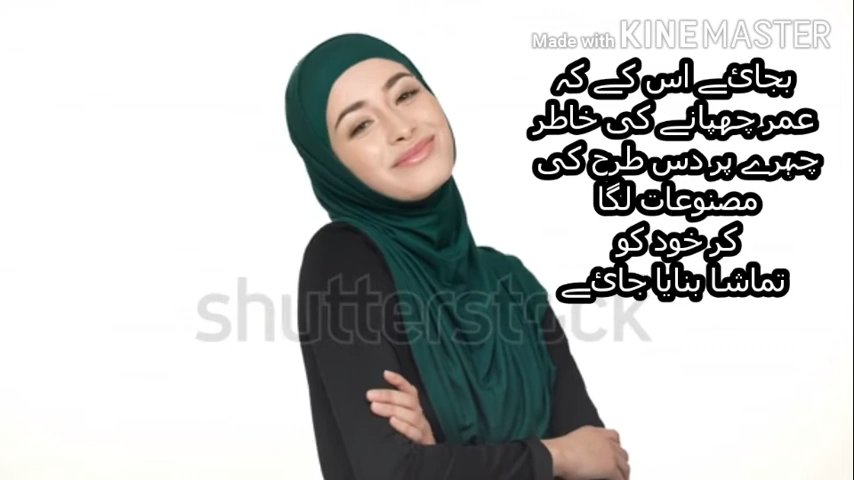 Made with KINEMASTER
بجائے اس کے کہ
عمر چھپانے کی خاطر
چہرے پر دس طرح کی
مصنوعات لگا
کر خود کو
تماشا بنایا جائے
shutterstock